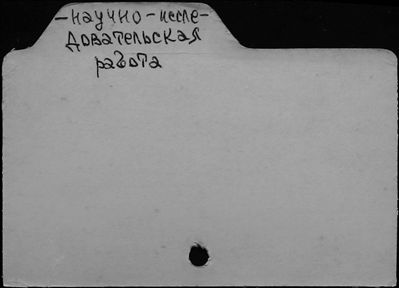 -научно-иссле-
довательская
работа